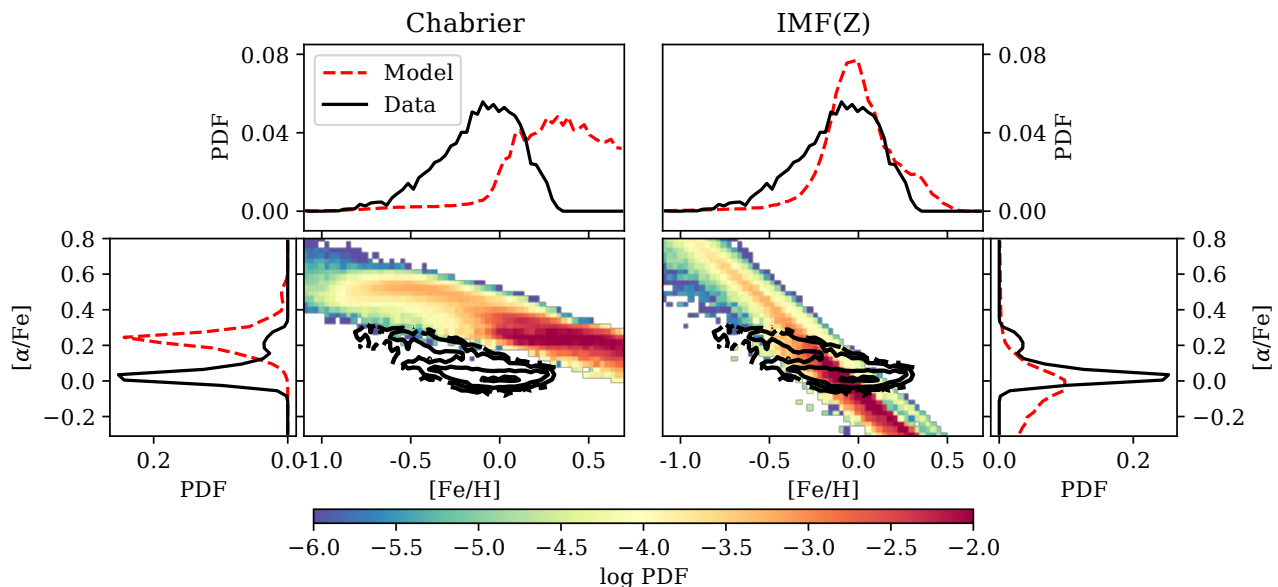 Chabrier IMF(Z)
0.08 0.08
Model
Data
PDF 0.04 0.04 PDF
0.00 0.00
0.8 0.8
0.6 0.6
0.4 0.4
[α/Fe] 0.2 0.2 [α/Fe]
0.0 0.0
−0.2 −0.2
0.2 0.0 -1.0 -0.5 0.0 0.5 -1.0 -0.5 0.0 0.5 0.0 0.2
PDF [Fe/H] [Fe/H] PDF
−6.0 −5.5 −5.0 −4.5 −4.0 −3.5 −3.0 −2.5 −2.0
log PDF